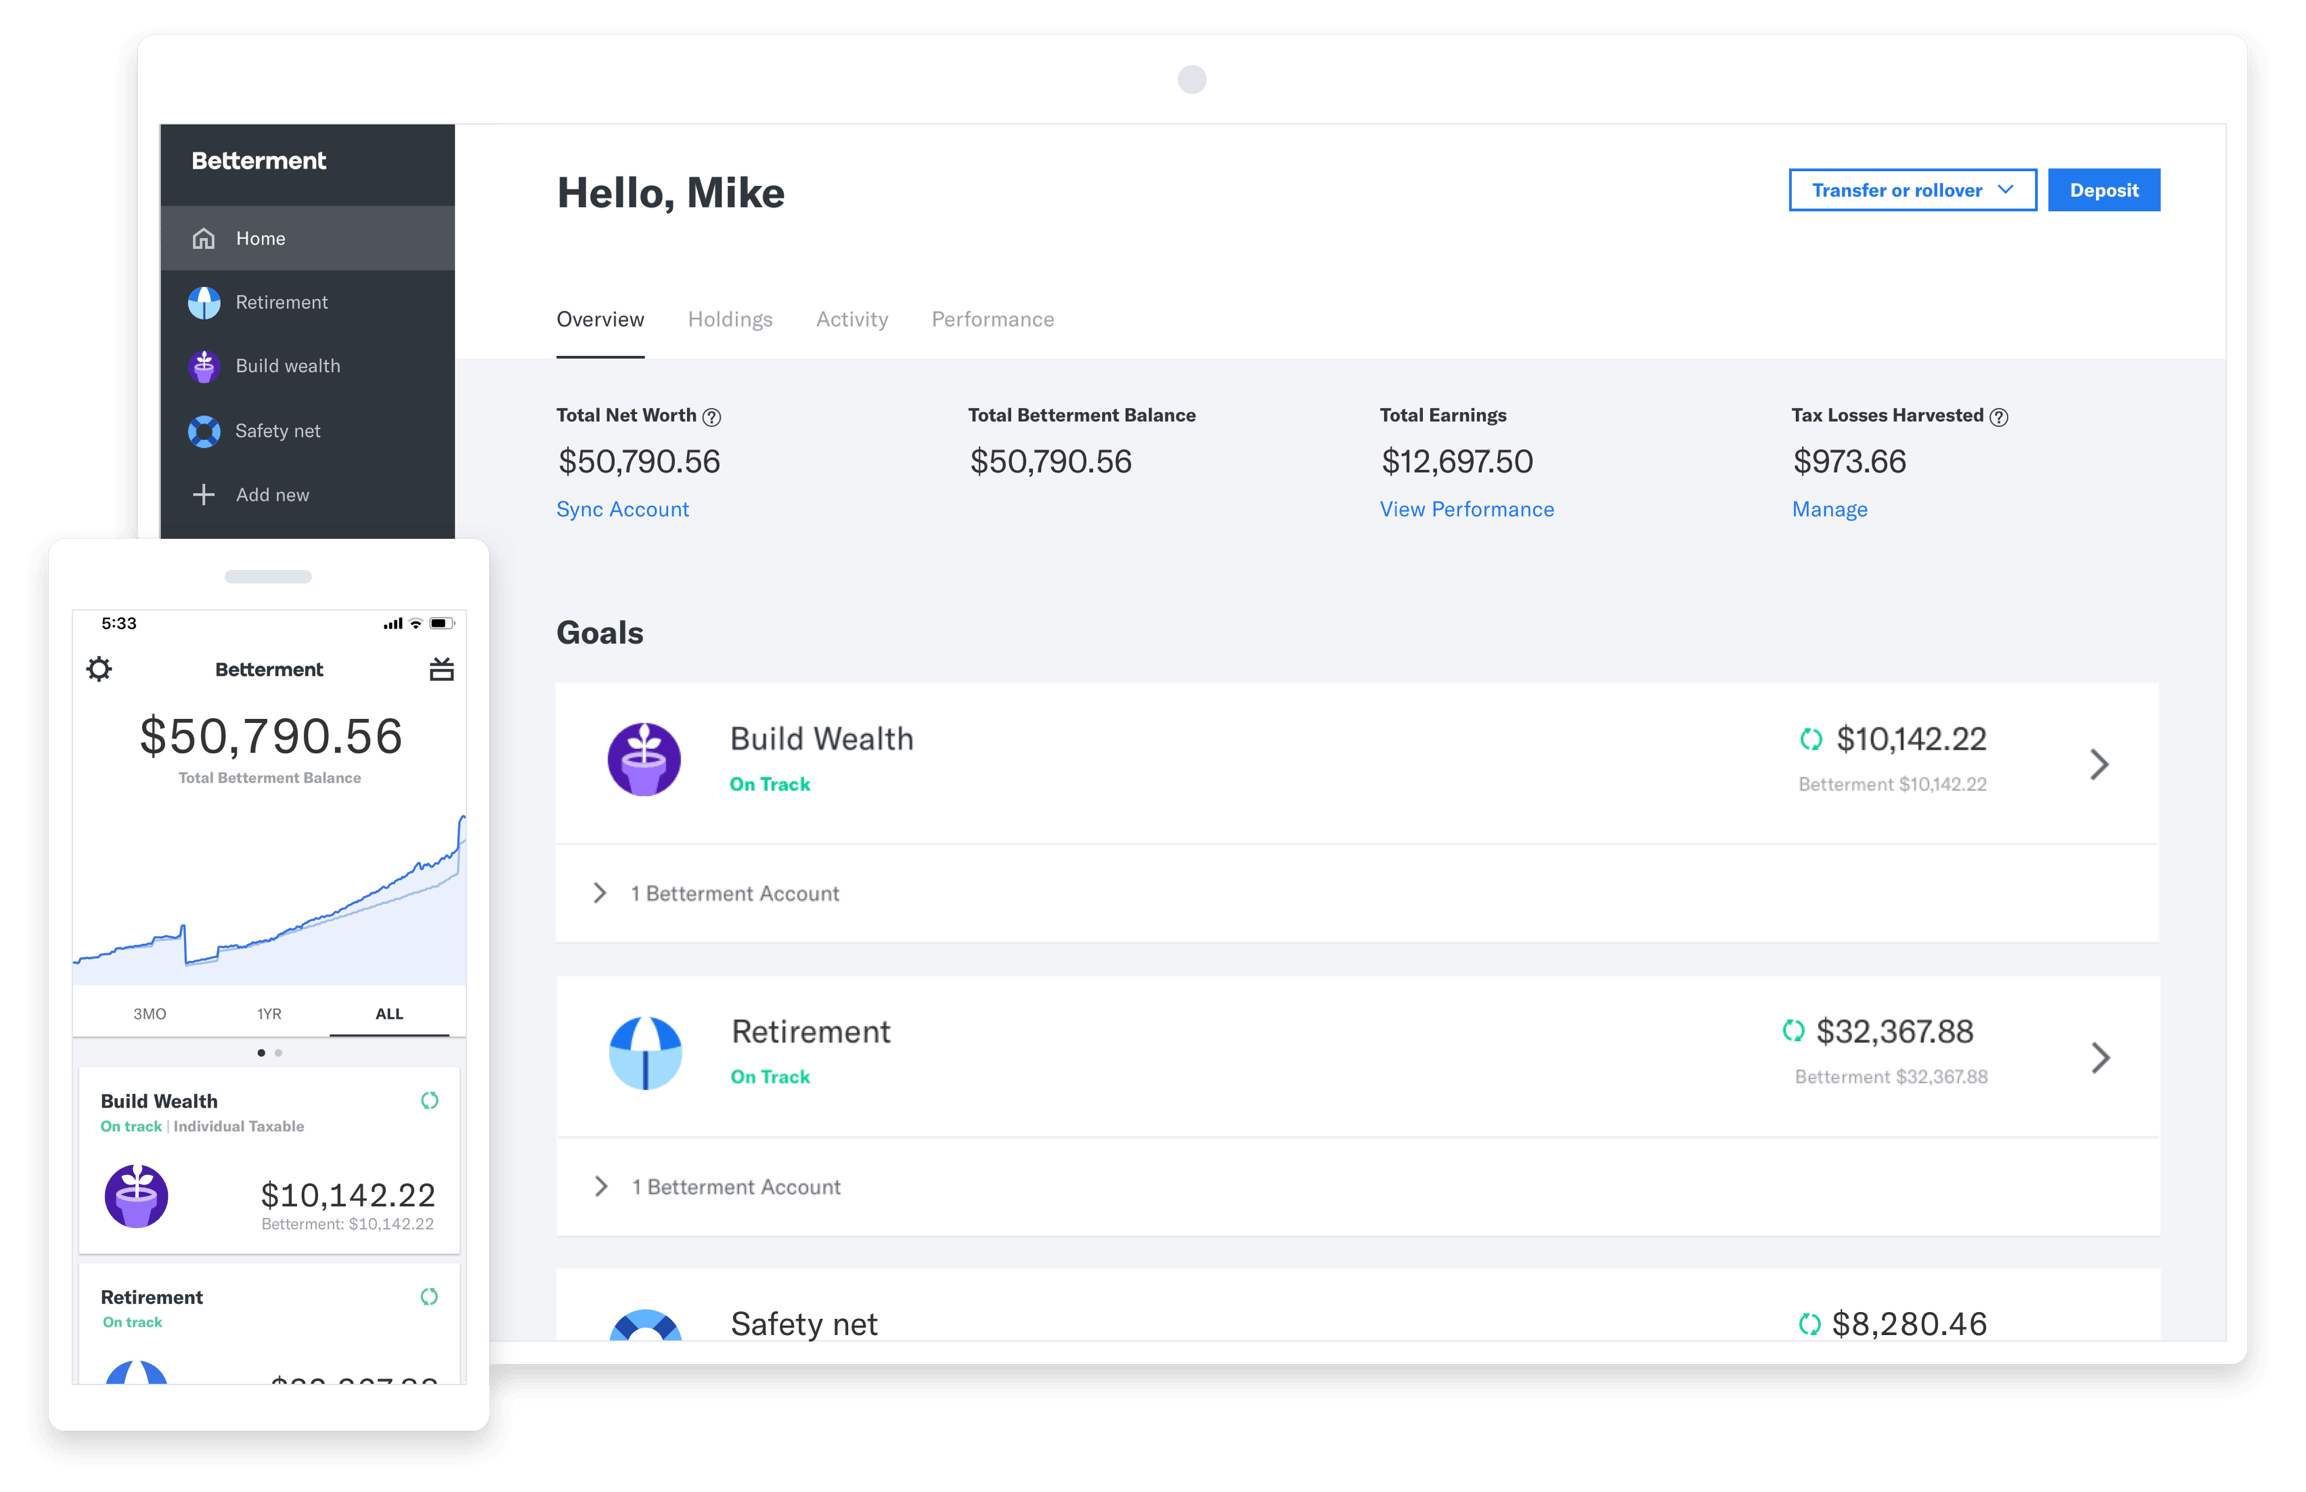 Betterment
Home
Retirement
Build wealth
Safety net
Add new
Hello, Mike
Transfer or rollover
Deposit
Overview Holdings Activity Performance
Total Net Worth ?
$50,790.56
Sync Account
Total Betterment Balance
$50,790.56
Total Earnings
$12,697.50
View Performance
Tax Losses Harvested ?
$973.66
Manage
Goals
Build Wealth
On Track
$10,142.22
Betterment $10,142.22
1 Betterment Account
Retirement
On Track
$32,367.88
Betterment $32,367.88
1 Betterment Account
Safety net
$8,280.46
5:33
Betterment
$50,790.56
Total Betterment Balance
3MO 1YR ALL
Build Wealth
On track | Individual Taxable
$10,142.22
Betterment: $10,142.22
Retirement
On track